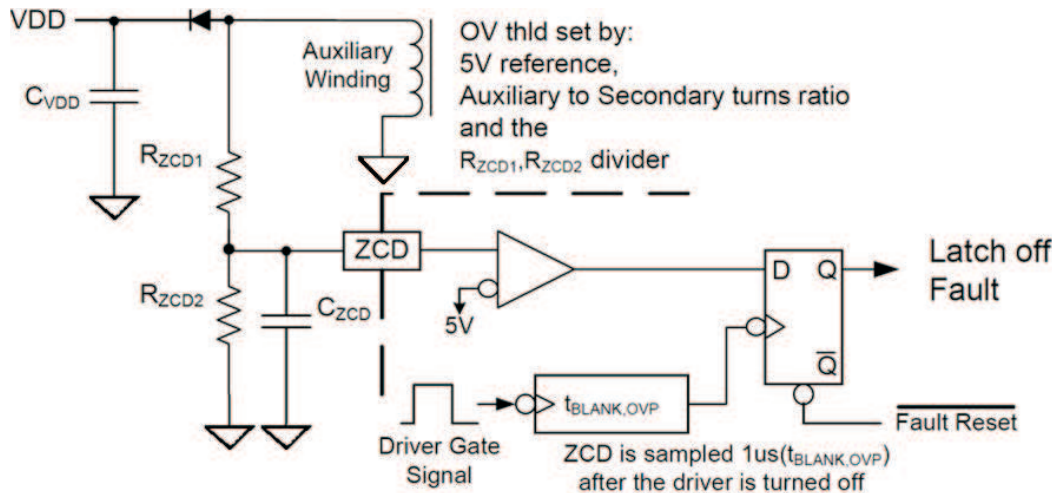 VDD
CVDD
Auxiliary
Winding
OV thld set by:
5V reference,
Auxiliary to Secondary turns ratio
and the
RZCD1,RZCD2 divider
RZCD1
ZCD
RZCD2
CZCD
5V
D Q
Q
Latch off
Fault
tBLANK,OVP
Driver Gate
Signal
Fault Reset
ZCD is sampled 1us(tBLANK,OVP)
after the driver is turned off